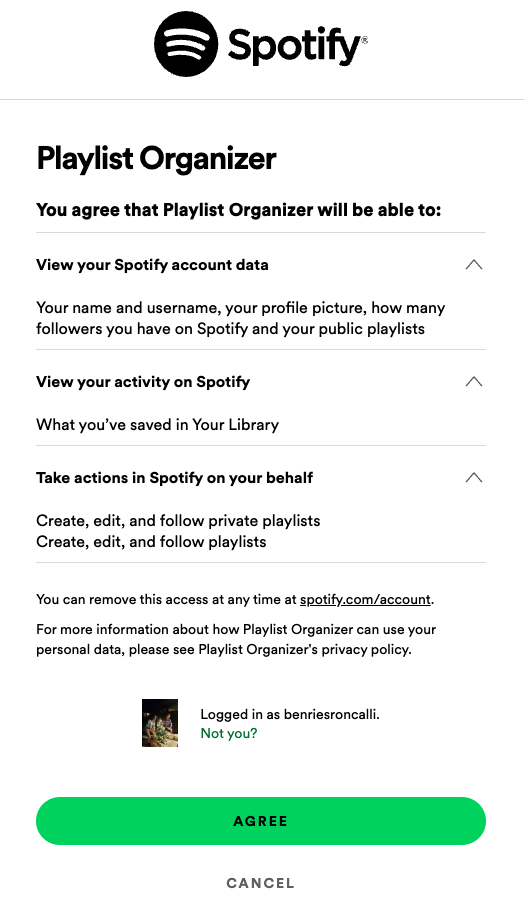 Spotify®
Playlist Organizer
You agree that Playlist Organizer will be able to:
View your Spotify account data
Your name and username, your profile picture, how many
followers you have on Spotify and your public playlists
View your activity on Spotify
What you’ve saved in Your Library
Take actions in Spotify on your behalf
Create, edit, and follow private playlists
Create, edit, and follow playlists
You can remove this access at any time at spotify.com/account.
For more information about how Playlist Organizer can use your
personal data, please see Playlist Organizer's privacy policy.
Logged in as benriesroncalli.
Not you?
AGREE
CANCEL